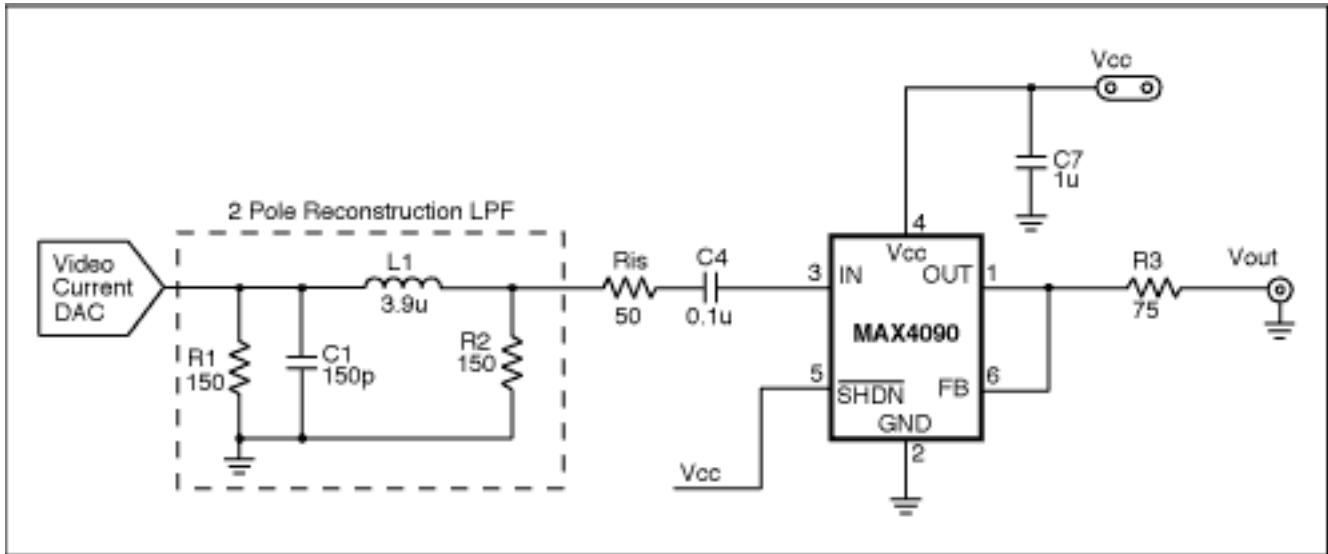 Vcc
C7
1u
2 Pole Reconstruction LPF
4
Video
Current
DAC
L1
3.9u
Ris
50
C4
0.1u
3
IN
Vcc
OUT
1
R3
75
Vout
MAX4090
R1
150
C1
150p
R2
150
5
SHDN
FB
6
GND
2
Vcc